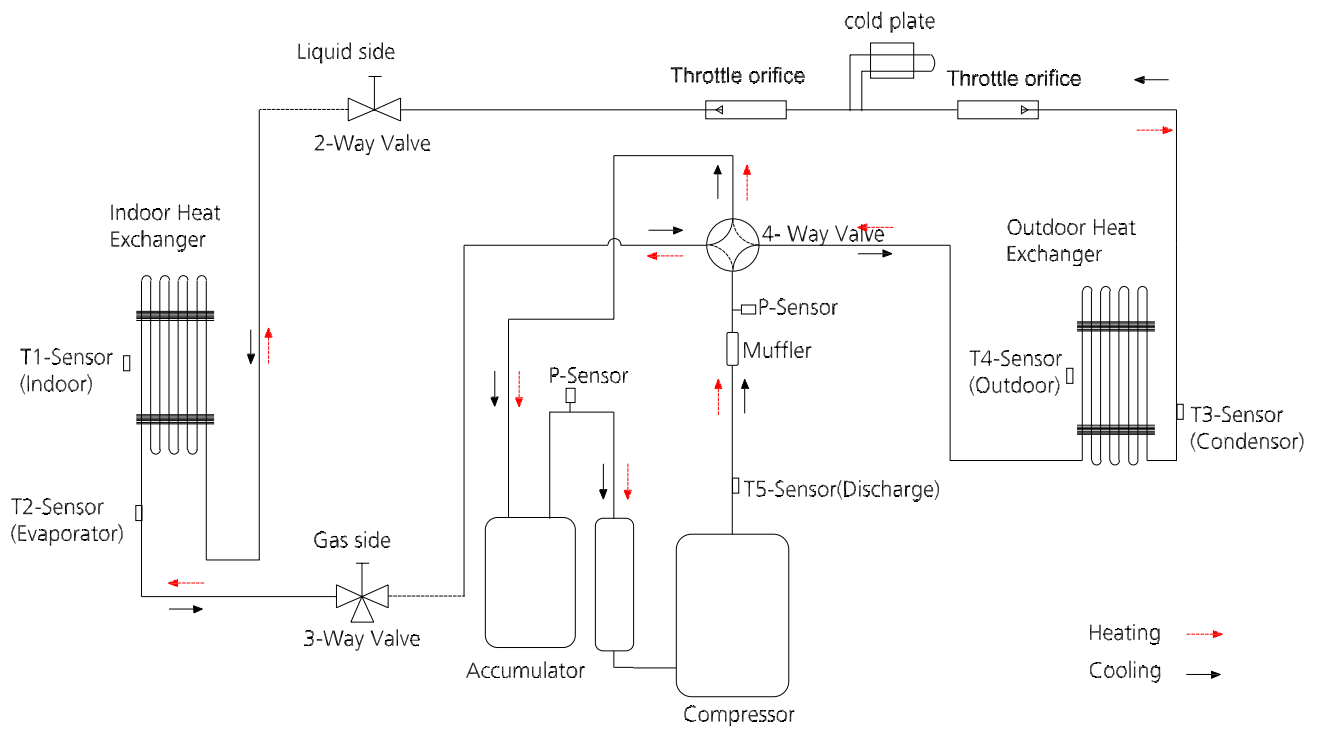 cold plate
Liquid side
Throttle orifice
Throttle orifice
2-Way Valve
Indoor Heat
Exchanger
4- Way Valve
Outdoor Heat
Exchanger
P-Sensor
Muffler
T1-Sensor
(Indoor)
T4-Sensor
(Outdoor)
P-Sensor
T3-Sensor
(Condensor)
T5-Sensor(Discharge)
T2-Sensor
(Evaporator)
Gas side
3-Way Valve
Accumulator
Compressor
Heating
Cooling